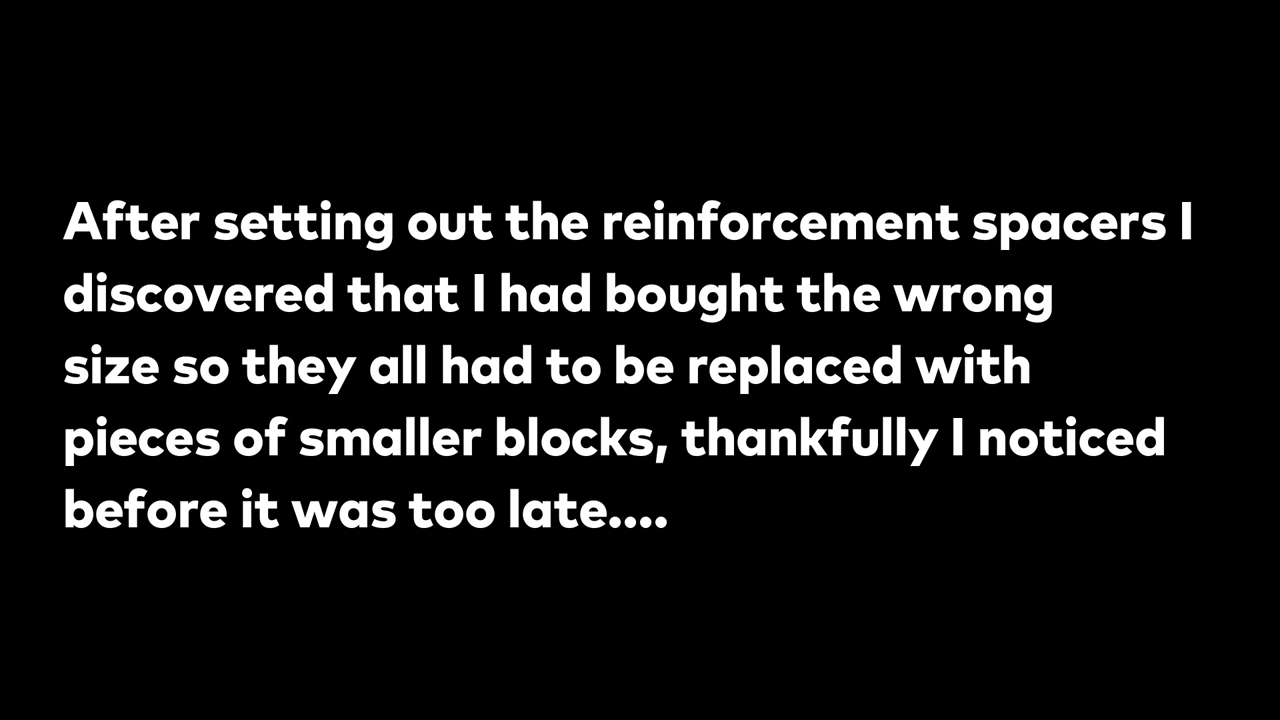 After setting out the reinforcement spacers I
discovered that I had bought the wrong
size so they all had to be replaced with
pieces of smaller blocks, thankfully I noticed
before it was too late....